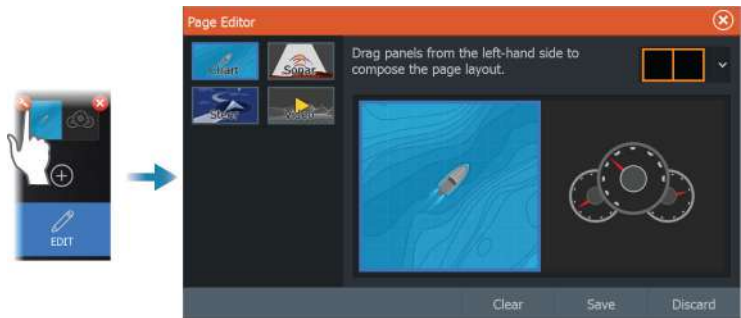 Page Editor
Drag panels from the left-hand side to
compose the page layout.
Chart
Sonar
Steer
Video
EDIT
Clear
Save
Discard